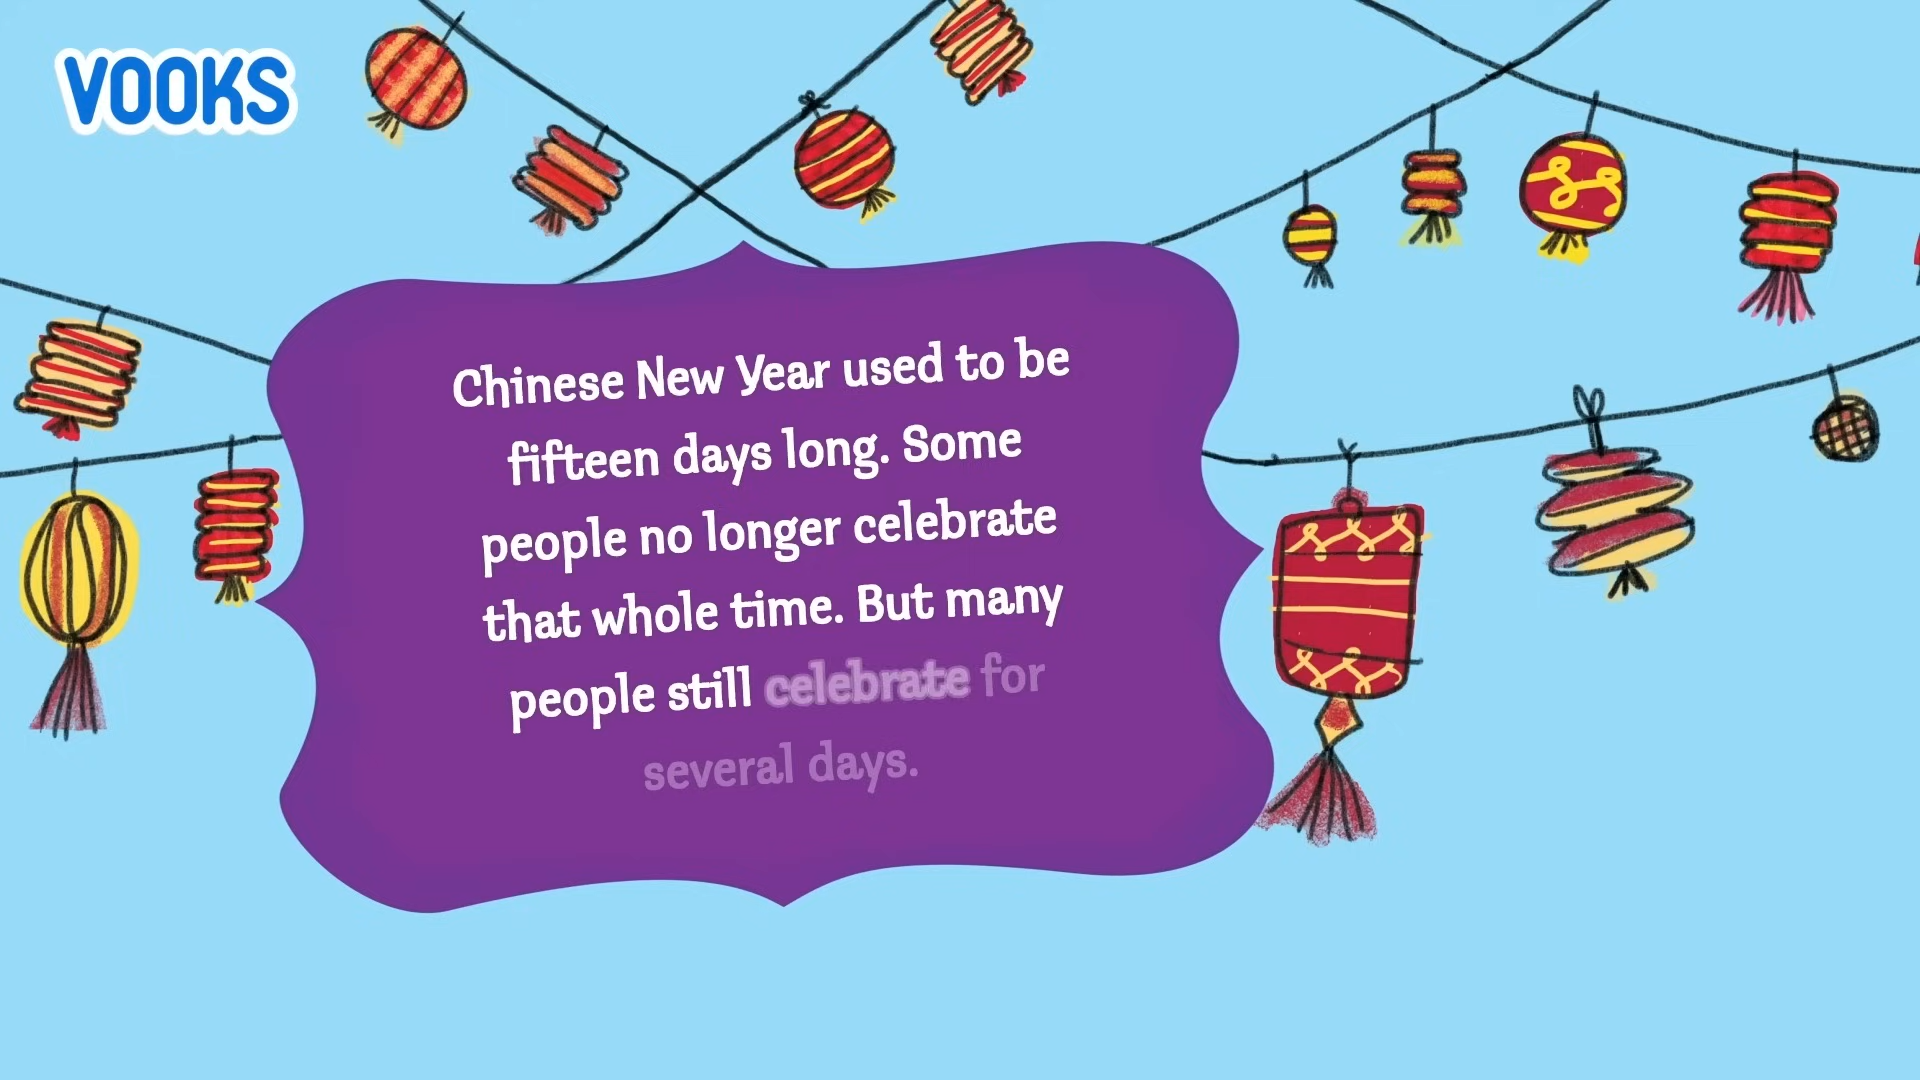 VOOKS
Chinese New Year used to be
fifteen days long. Some
people no longer celebrate
that whole time. But many
people still celebrate for
several days.